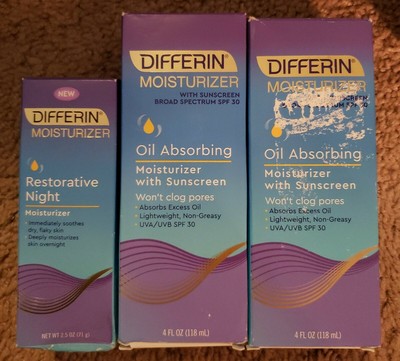 NEW
DIFFERIN®
MOISTURIZER
Restorative
Night
Moisturizer
• Immediately soothes
dry, flaky skin
• Deeply moisturizes
skin overnight
NET WT 2.5 OZ (71 g)
DIFFERIN®
MOISTURIZER
WITH SUNSCREEN
BROAD SPECTRUM SPF 30
Oil Absorbing
Moisturizer
with Sunscreen
Won't clog pores
• Absorbs Excess Oil
• Lightweight, Non-Greasy
• UVA/UVB SPF 30
4 FL OZ (118 mL)
DIFFERIN®
MOISTURIZER
Oil Absorbing
Moisturizer
with Sunscreen
Won't clog pores
• Absorbs Excess Oil
• Lightweight, Non-Greasy
• UVA/UVB SPF 30
4 FL OZ (118 mL)